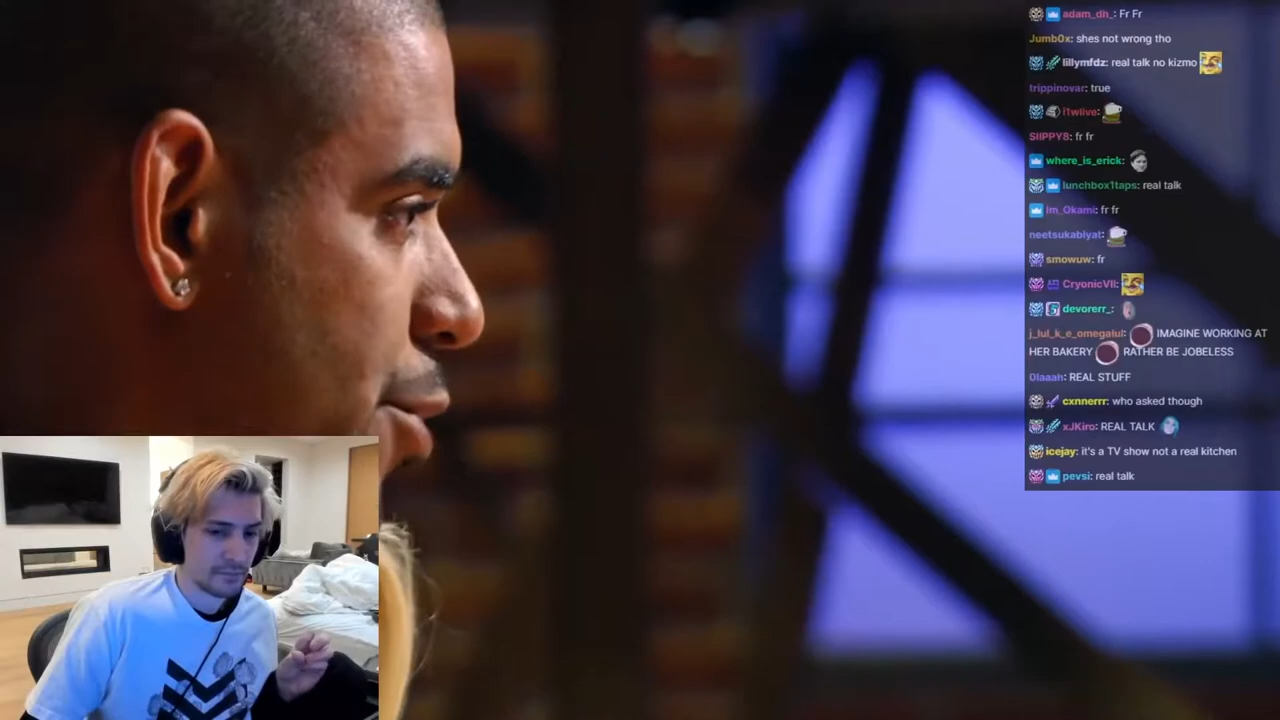 adam_dh_: Fr Fr
Jumb0x: shes not wrong tho
lillymfdz: real talk no kizmo
trippinovar: true
i1wlive:
SIIPPY8: fr fr
where_is_erick:
lunchbox1taps: real talk
Im_Okami: fr fr
neetsukabiyat:
smowuw: fr
CryonicVII:
devorerr_:
j_lul_k_e_omegalul: IMAGINE WORKING AT
HER BAKERY RATHER BE JOBELESS
0laaah: REAL STUFF
cxnnerrr: who asked though
xJKiro: REAL TALK
icejay: it's a TV show not a real kitchen
pevsi: real talk